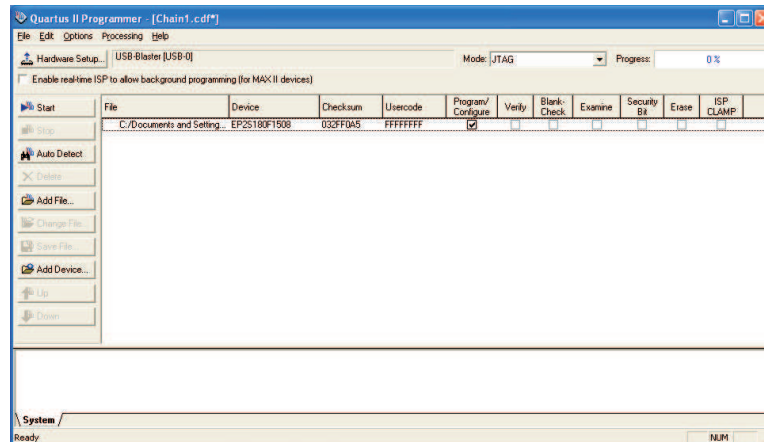 Quartus II Programmer - [Chain1.cdf*]
File Edit Options Processing Help
Hardware Setup... USB-Blaster [USB-0] Mode: JTAG Progress: 0 %
Enable real-time ISP to allow background programming (for MAX II devices)
Start
Stop
Auto Detect
Delete
Add File...
Change File...
Save File...
Add Device...
Up
Down
File Device Checksum Usercode Program/ Configure Verify Blank- Check Examine Security Bit Erase ISP CLAMP
C:/Documents and Setting... EP2S180F1508 032FF0A5 FFFFFFFF
System
Ready NUM